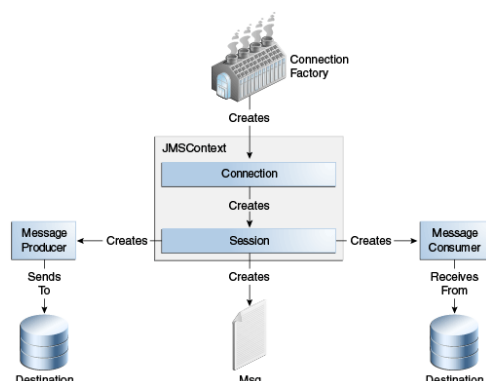 Connection
Factory
Creates
JMSContext
Connection
Creates
Message
Producer
Creates
Session
Creates
Message
Consumer
Sends
To
Creates
Receives
From
Destination
Msg
Destination